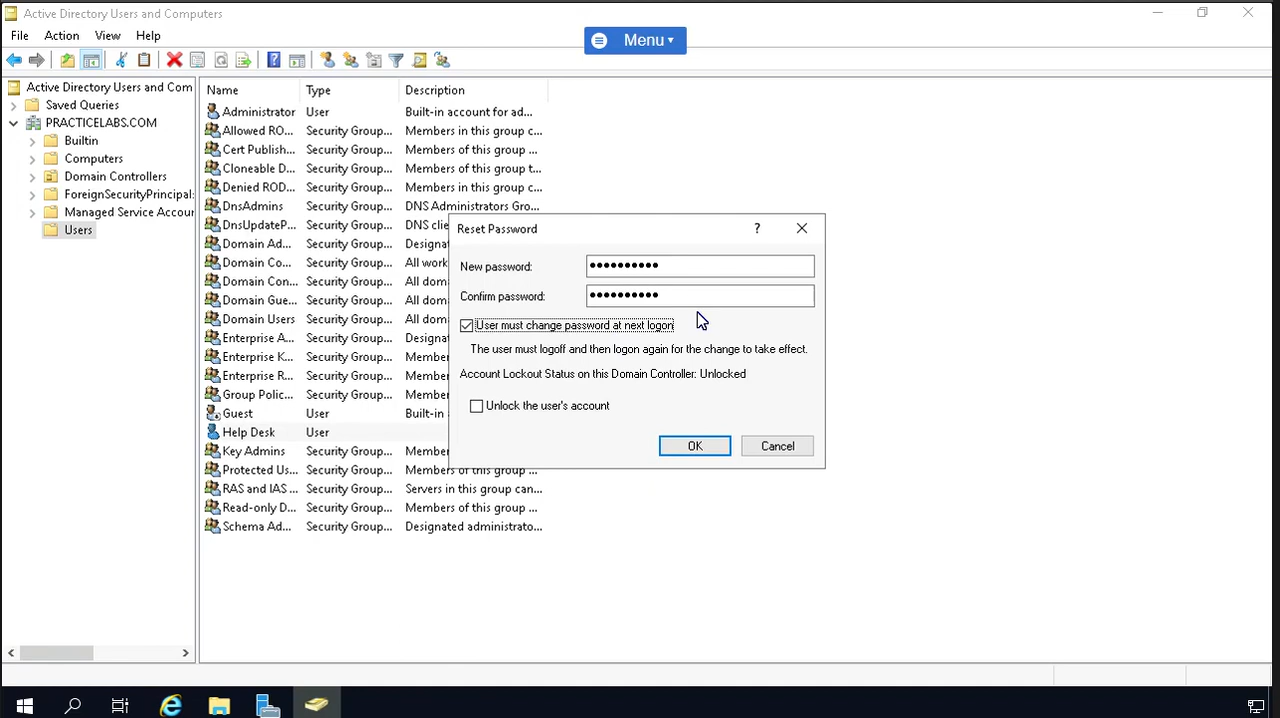 Active Directory Users and Computers
File Action View Help
Menu
Active Directory Users and Com
Saved Queries
PRACTICELABS.COM
Builtin
Computers
Domain Controllers
ForeignSecurityPrincipal:
Managed Service Accour
Users
Name Type Description
Administrator User Built-in account for ad...
Allowed RO... Security Group... Members in this group c...
Cert Publish... Security Group... Members of this group ...
Cloneable D... Security Group... Members of this group t...
Denied ROD... Security Group... Members in this group c...
DnsAdmins Security Group... DNS Administrators Gro...
DnsUpdateP... Security Group... DNS clie
Domain Ad... Security Group... Designat
Domain Co... Security Group... All work
Domain Con... Security Group... All dom
Domain Gue... Security Group... All dom
Domain Users Security Group... All dom
Enterprise A... Security Group... Designat
Enterprise K... Security Group... Member
Enterprise R... Security Group... Member
Group Polic... Security Group... Member
Guest User Built-in
Help Desk User
Key Admins Security Group... Members of this group ...
Protected Us... Security Group... Members of this group ...
RAS and IAS ... Security Group... Servers in this group can...
Read-only D... Security Group... Members of this group ...
Schema Ad... Security Group... Designated administrato...
Reset Password
New password:
Confirm password:
User must change password at next logon
The user must logoff and then logon again for the change to take effect.
Account Lockout Status on this Domain Controller: Unlocked
Unlock the user's account
OK Cancel